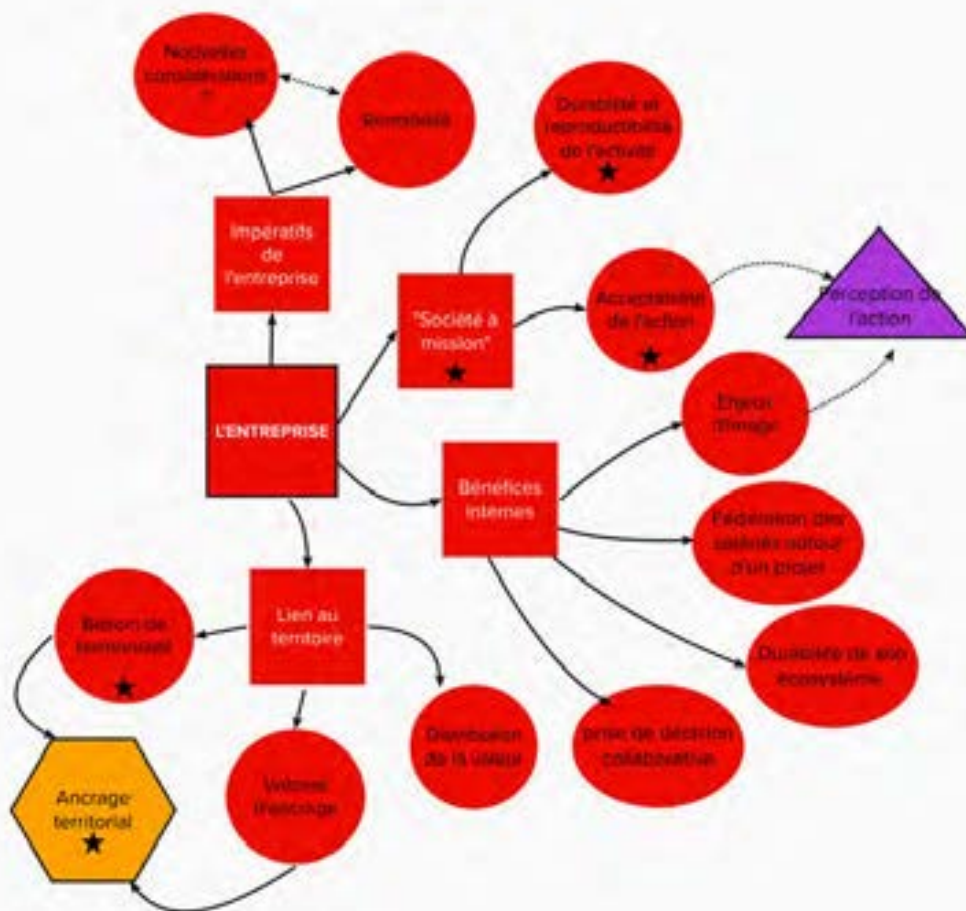 Nouvelles
considérations
Rentabilité
Durabilité et
reproductibilité
de l'activité
Impératifs
de
l'entreprise
"Société à
mission"
Acceptabilité
de l'action
Perception de
l'action
L'ENTREPRISE
Enjeux
d'image
Bénéfices
internes
Fédération des
salariés autour
d'un projet
Lien au
territoire
Besoin de
Durabilité de son
écosystème
Distribution
de la valeur
prise de décision
collaborative
Volonté
d'ancrage
Ancrage
territorial